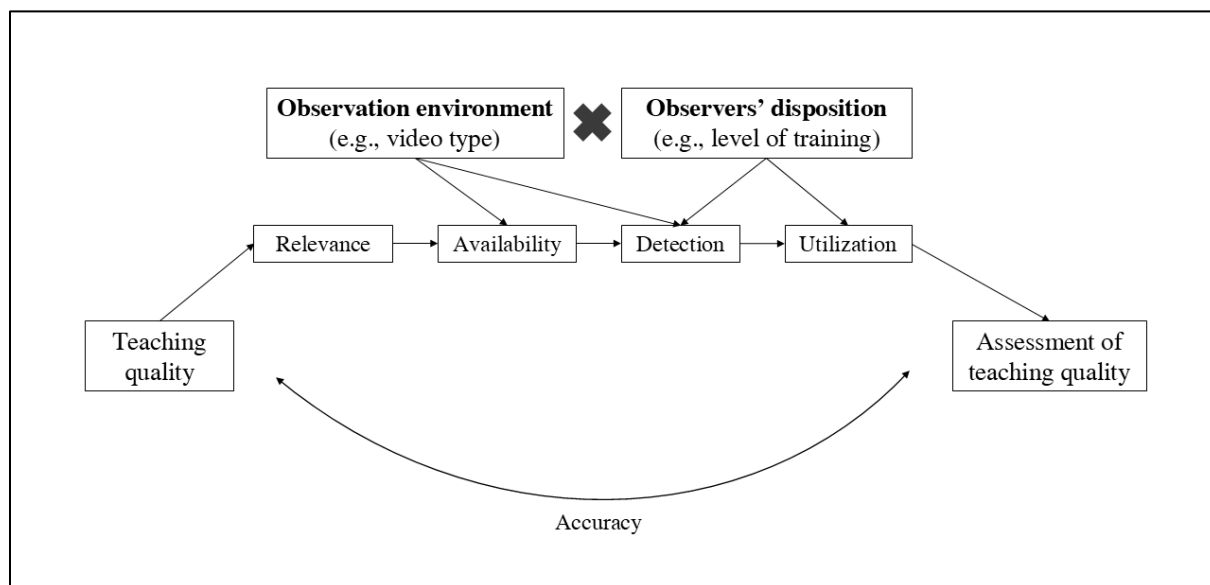 Observation environment
(e.g., video type)
Observers’ disposition
(e.g., level of training)
Relevance
Availability
Detection
Utilization
Teaching
quality
Assessment of
teaching quality
Accuracy